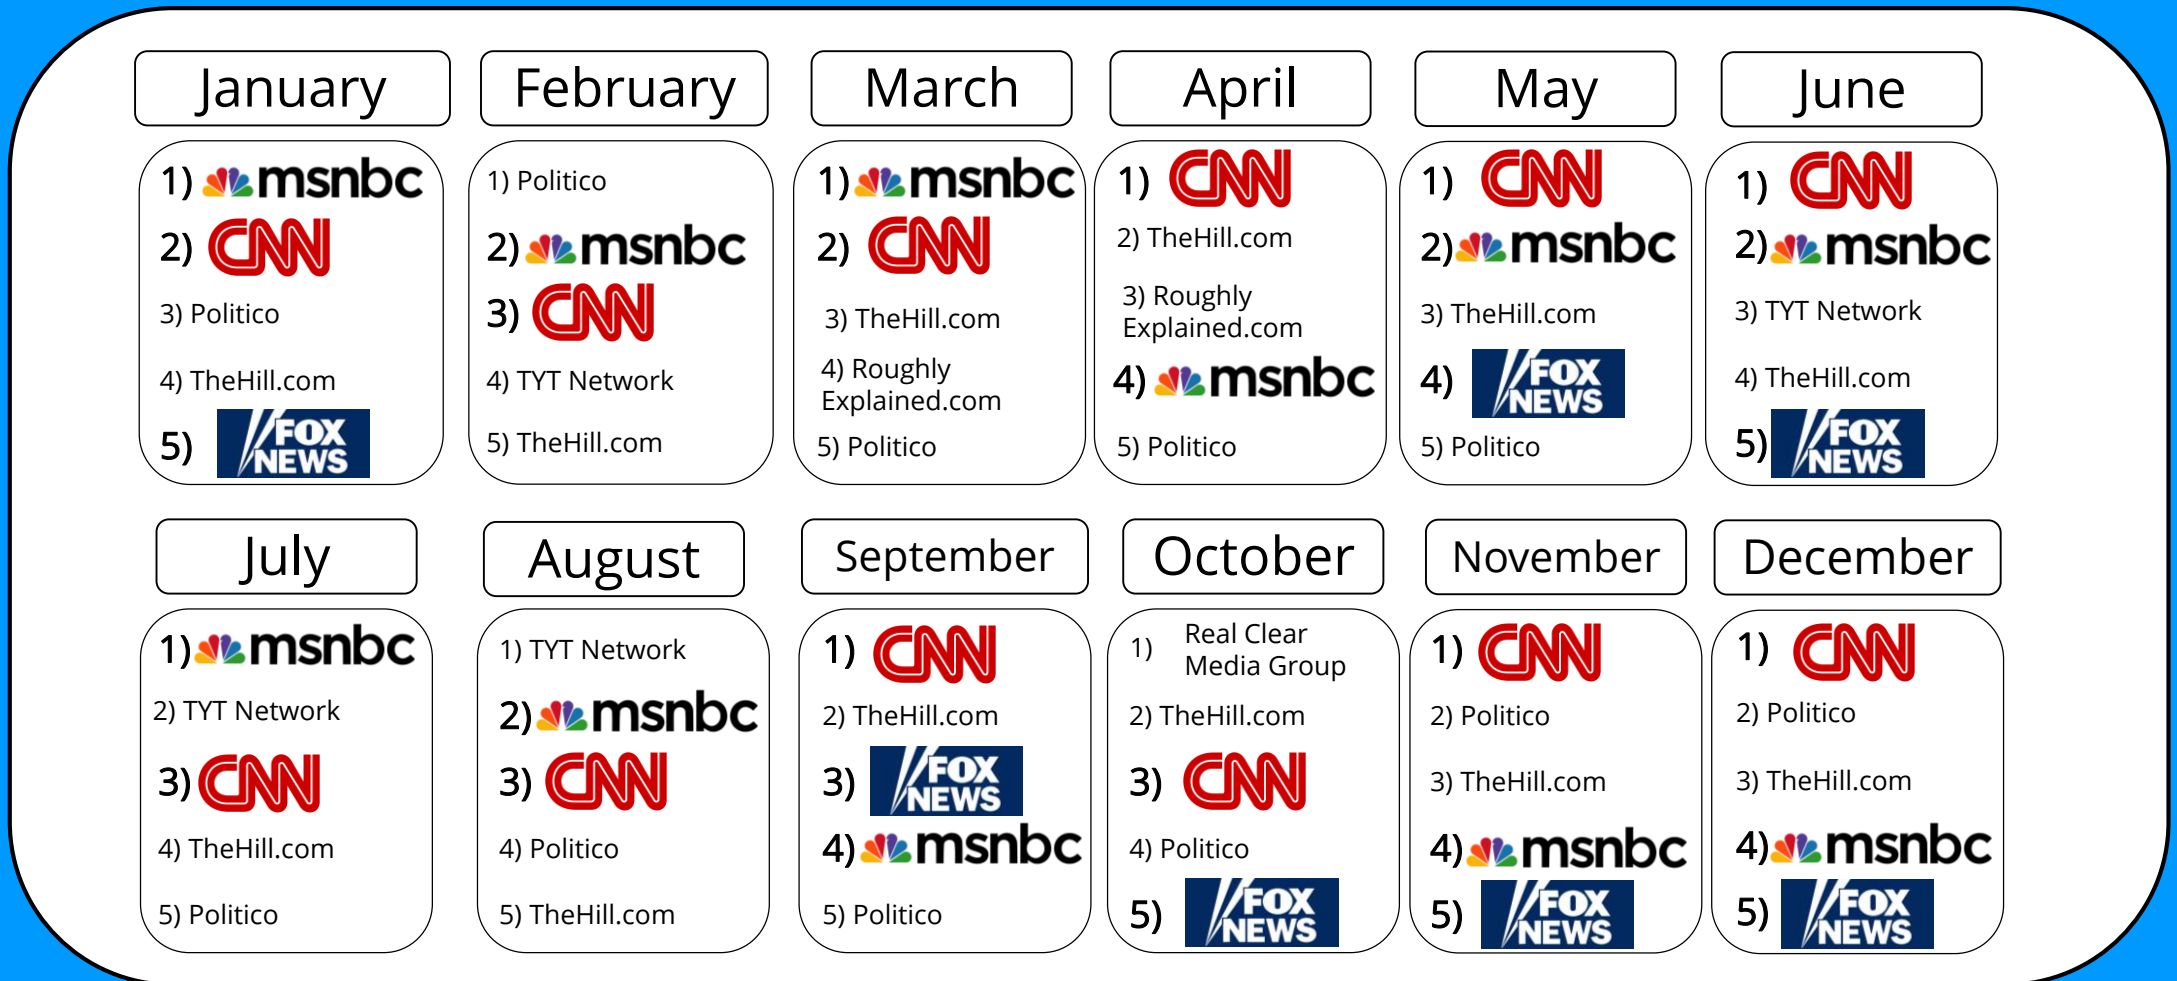 January
1) msnbc
2) CNN
3) Politico
4) TheHill.com
5) FOX
NEWS
February
1) Politico
2) msnbc
3) CNN
4) TYT Network
5) TheHill.com
March
1) msnbc
2) CNN
3) TheHill.com
4) Roughly
Explained.com
5) Politico
April
1) CNN
2) TheHill.com
3) Roughly
Explained.com
4) msnbc
5) Politico
May
1) CNN
2) msnbc
3) TheHill.com
4) FOX
NEWS
5) Politico
June
1) CNN
2) msnbc
3) TYT Network
4) TheHill.com
5) FOX
NEWS
July
1) msnbc
2) TYT Network
3) CNN
4) TheHill.com
5) Politico
August
1) TYT Network
2) msnbc
3) CNN
4) Politico
5) TheHill.com
September
1) CNN
2) TheHill.com
3) FOX
NEWS
4) msnbc
5) Politico
October
1) Real Clear
Media Group
2) TheHill.com
3) CNN
4) Politico
5) FOX
NEWS
November
1) CNN
2) Politico
3) TheHill.com
4) msnbc
5) FOX
NEWS
December
1) CNN
2) Politico
3) TheHill.com
4) msnbc
5) FOX
NEWS